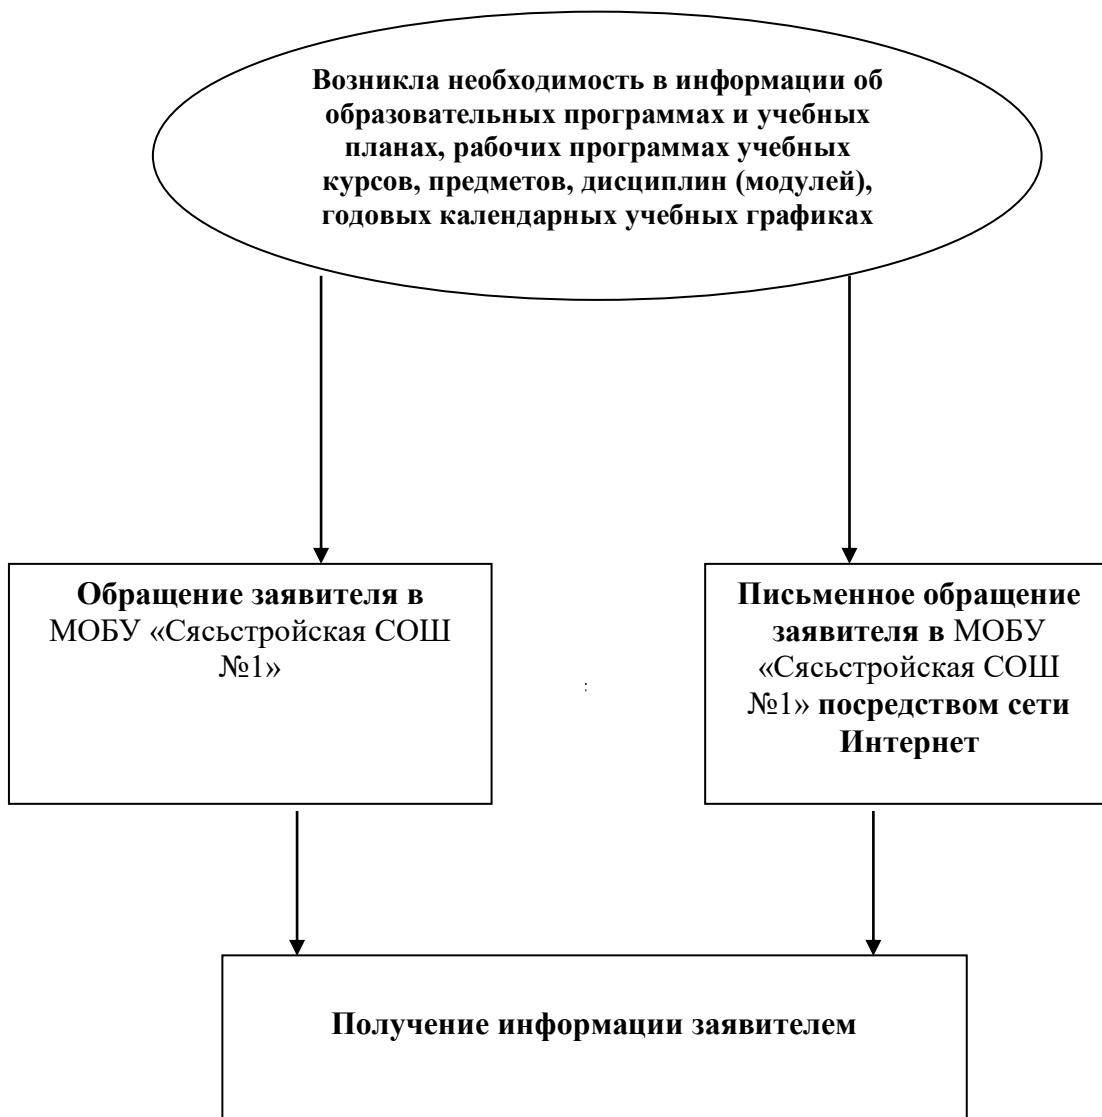 Возникла необходимость в информации об
образовательных программах и учебных
планах, рабочих программах учебных
курсов, предметов, дисциплин (модулей),
годовых календарных учебных графиках
Обращение заявителя в
МОБУ «Сясьстройская СОШ
№1»
:
Письменное обращение
заявителя в МОБУ
«Сясьстройская СОШ
№1» посредством сети
Интернет
Получение информации заявителем